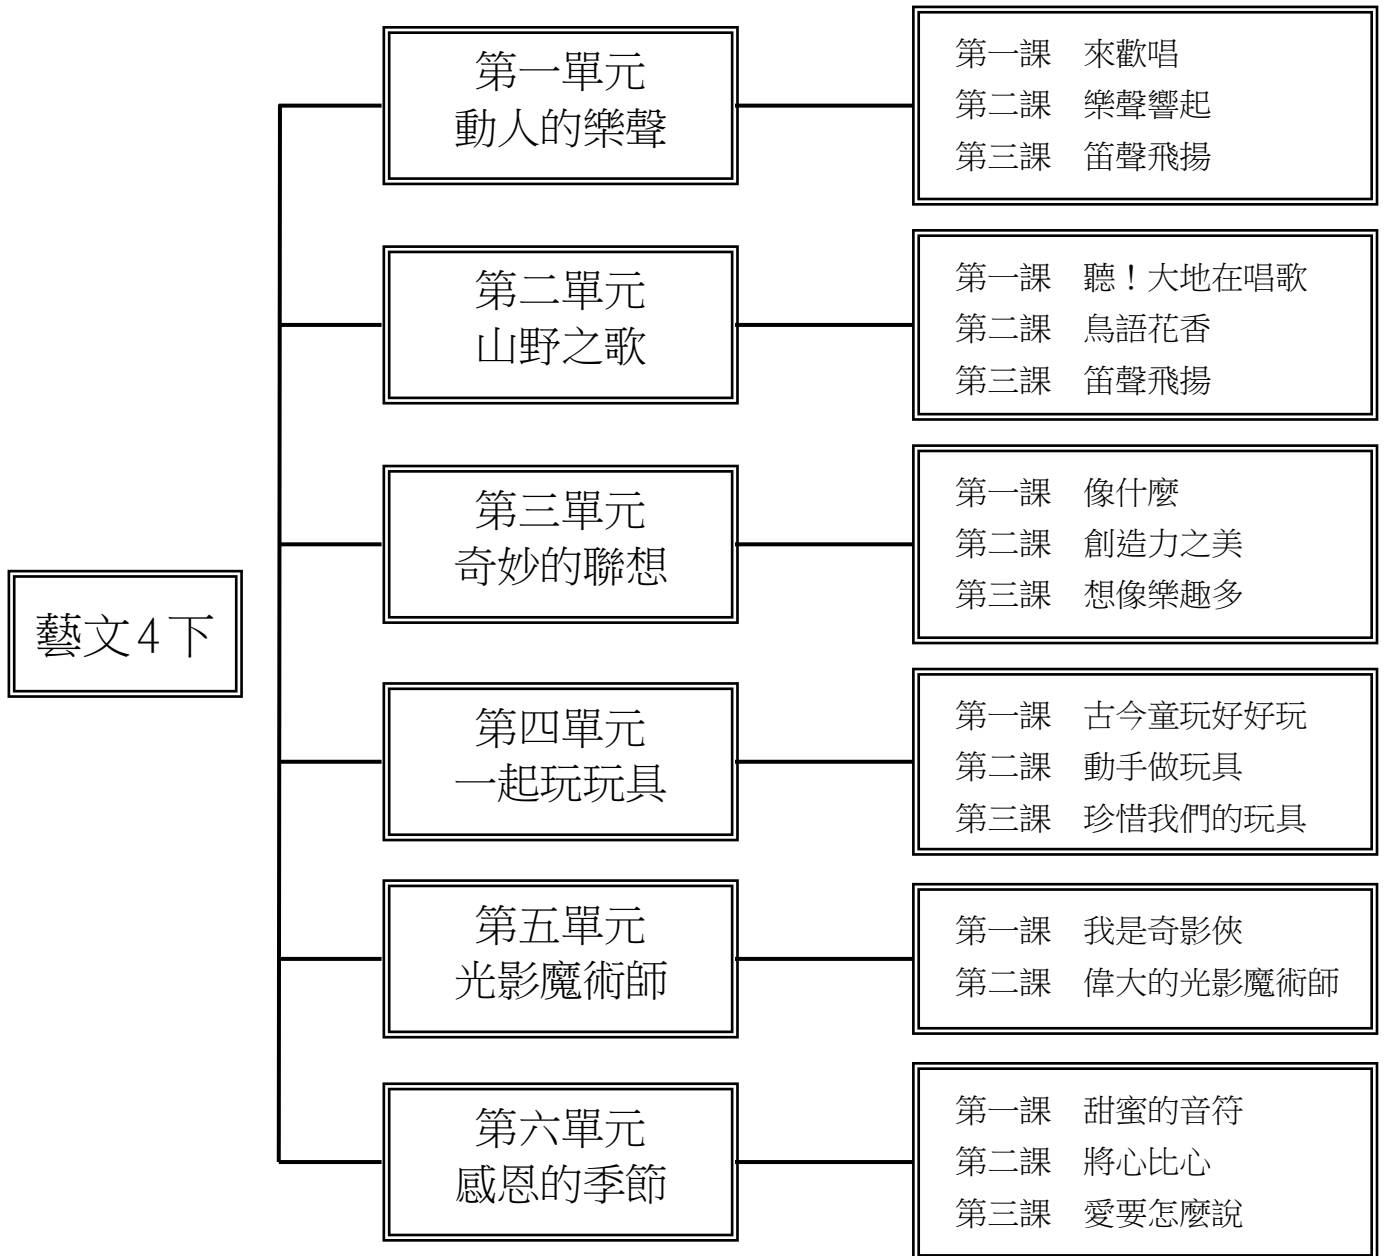 藝文4下
第一單元
動人的樂聲
第一課 來歡唱
第二課 樂聲響起
第三課 笛聲飛揚
第二單元
山野之歌
第一課 聽！大地在唱歌
第二課 鳥語花香
第三課 笛聲飛揚
第三單元
奇妙的聯想
第一課 像什麼
第二課 創造力之美
第三課 想像樂趣多
第四單元
一起玩玩具
第一課 古今童玩好好玩
第二課 動手做玩具
第三課 珍惜我們的玩具
第五單元
光影魔術師
第一課 我是奇影俠
第二課 偉大的光影魔術師
第六單元
感恩的季節
第一課 甜蜜的音符
第二課 將心比心
第三課 愛要怎麼說